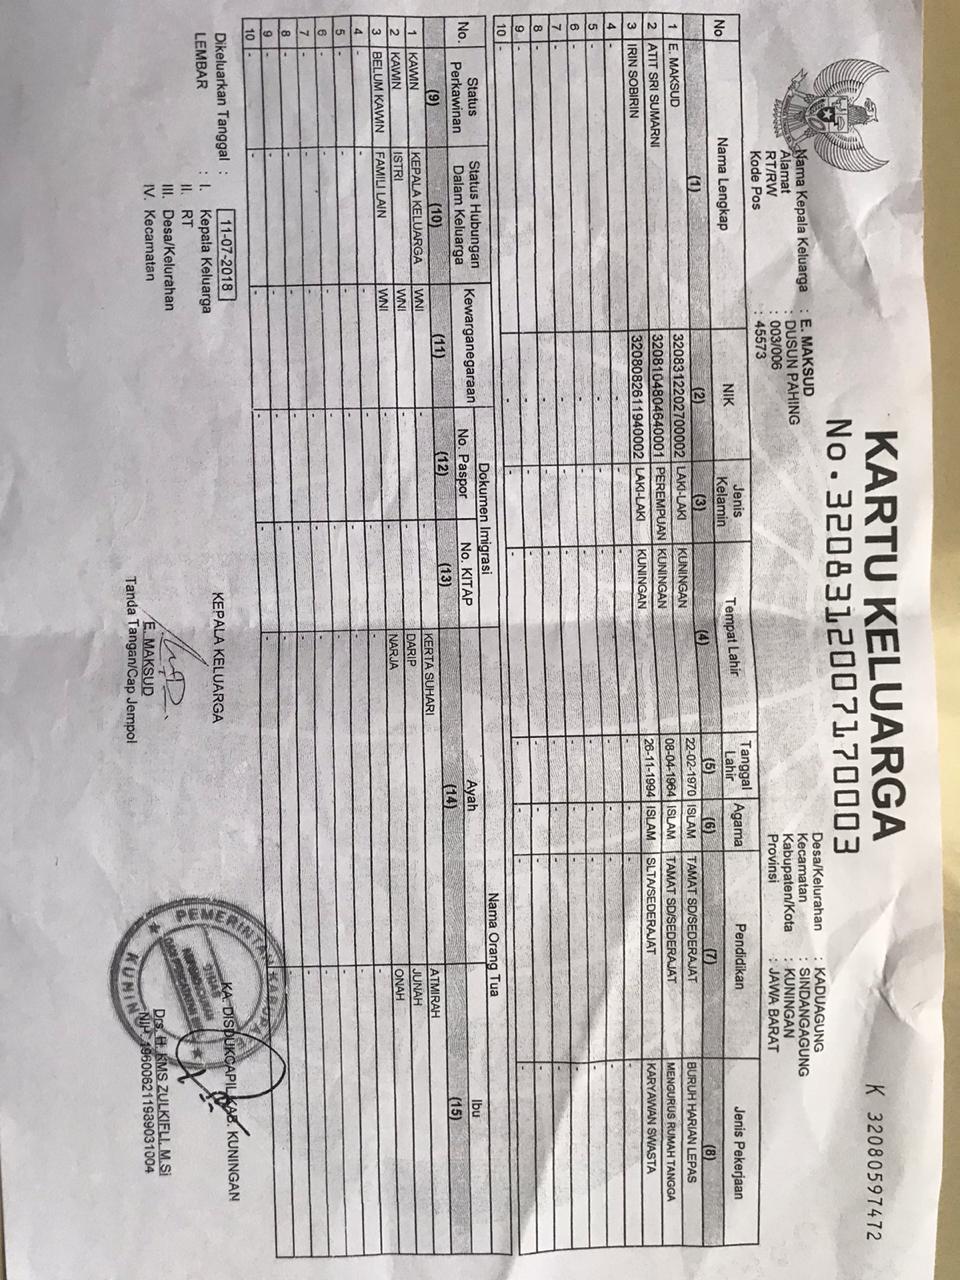 KARTU KELUARGA
No. 3208312007170003
K 32080597472
Nama Kepala Keluarga : E. MAKSUD
Alamat : DUSUN PAHING
RT/RW : 003/006
Kode Pos : 45573
Desa/Kelurahan : KADUAGUNG
Kecamatan : SINDANGAGUNG
Kabupaten/Kota : KUNINGAN
Provinsi : JAWA BARAT
No Nama Lengkap NIK Jenis Kelamin Tempat Lahir Tanggal Lahir Agama Pendidikan Jenis Pekerjaan
(1) (2) (3) (4) (5) (6) (7) (8)
1 E. MAKSUD 3208312202700002 LAKI-LAKI KUNINGAN 22-02-1970 ISLAM TAMAT SD/SEDERAJAT BURUH HARIAN LEPAS
2 ATIT SRI SUMARNI 3208104804640001 PEREMPUAN KUNINGAN 08-04-1964 ISLAM TAMAT SD/SEDERAJAT MENGURUS RUMAH TANGGA
3 IRIN SOBIRIN 3208082611940002 LAKI-LAKI KUNINGAN 26-11-1994 ISLAM SLTA/SEDERAJAT KARYAWAN SWASTA
4 - - - - - - - -
5 - - - - - - - -
6 - - - - - - - -
7 - - - - - - - -
8 - - - - - - - -
9 - - - - - - - -
10 - - - - - - - -
No. Status Perkawinan Status Hubungan Dalam Keluarga Kewarganegaraan Dokumen Imigrasi Nama Orang Tua
No. Paspor No. KITAP Ayah Ibu
(9) (10) (11) (12) (13) (14) (15)
1 KAWIN KEPALA KELUARGA WNI - - KERTA SUHARI ATMIRAH
2 KAWIN ISTRI WNI - - DARIP JUNAH
3 BELUM KAWIN FAMILI LAIN WNI - - NARJA ONAH
4 - - - - - - -
5 - - - - - - -
6 - - - - - - -
7 - - - - - - -
8 - - - - - - -
9 - - - - - - -
10 - - - - - - -
Dikeluarkan Tanggal : 11-07-2018
LEMBAR : I. Kepala Keluarga
II. RT
III. Desa/Kelurahan
IV. Kecamatan
KEPALA KELUARGA
E. MAKSUD
Tanda Tangan/Cap Jempol
KA. DISDUKCAPIL KAB. KUNINGAN
Drs. H. KMS ZULKIFLI, M.Si
NIP. 196006211989031004
PEMERINTAH KABUPATEN